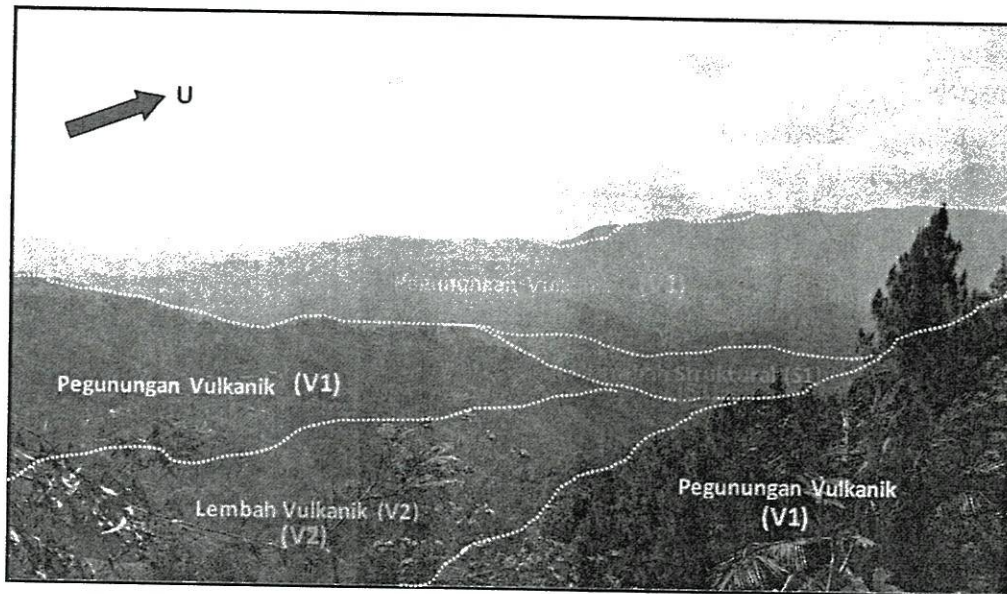 U
Pegunungan Vulkanik (V1)
Struktural (S1)
Pegunungan Vulkanik (V1)
Pegunungan Vulkanik
(V1)
Lembah Vulkanik (V2)
(V2)